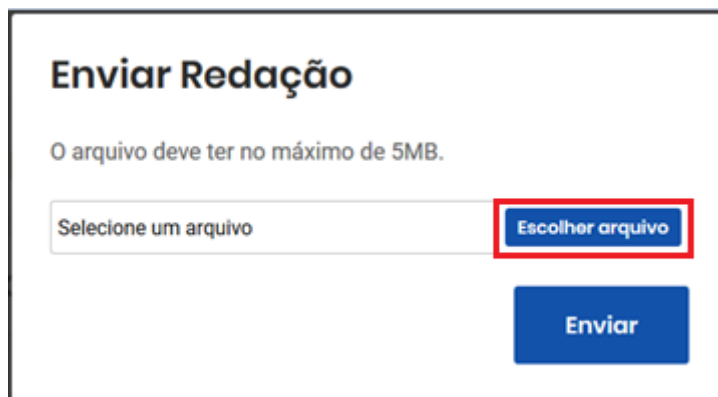 Enviar Redação
O arquivo deve ter no máximo de 5MB.
Selecione um arquivo Escolher arquivo
Enviar